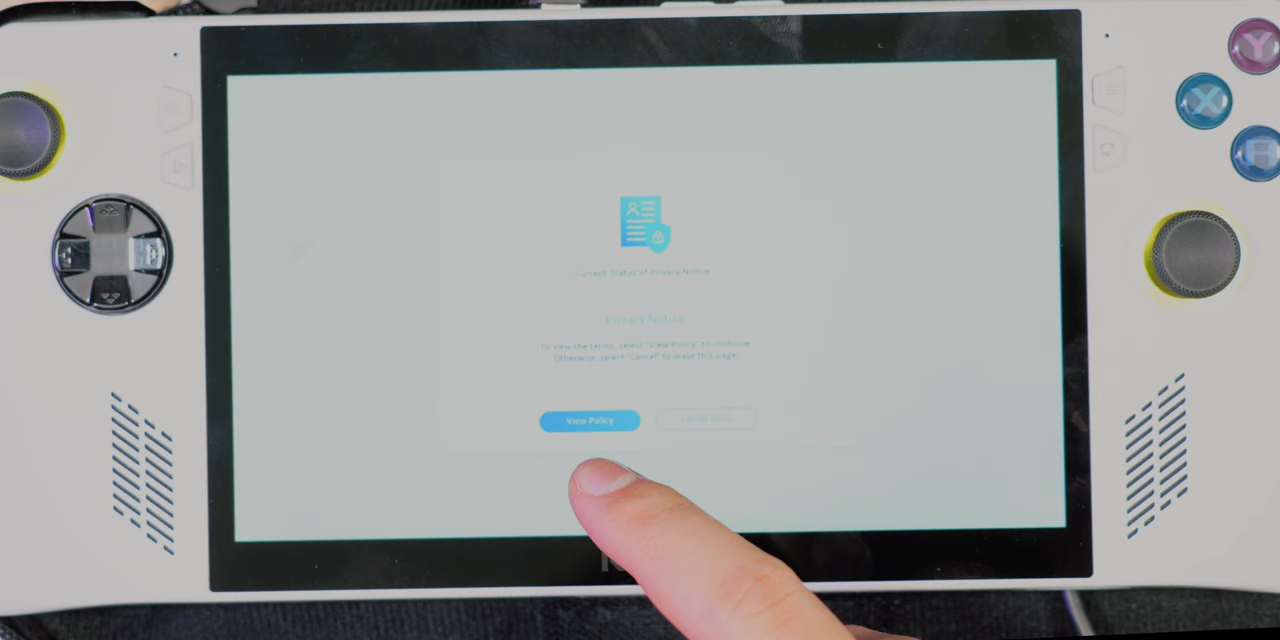 Y
X
Current Status of Privacy Notice
Privacy Notice
To view the terms, select "View Policy" to continue
Otherwise, select "Cancel" to leave this page.
View Policy